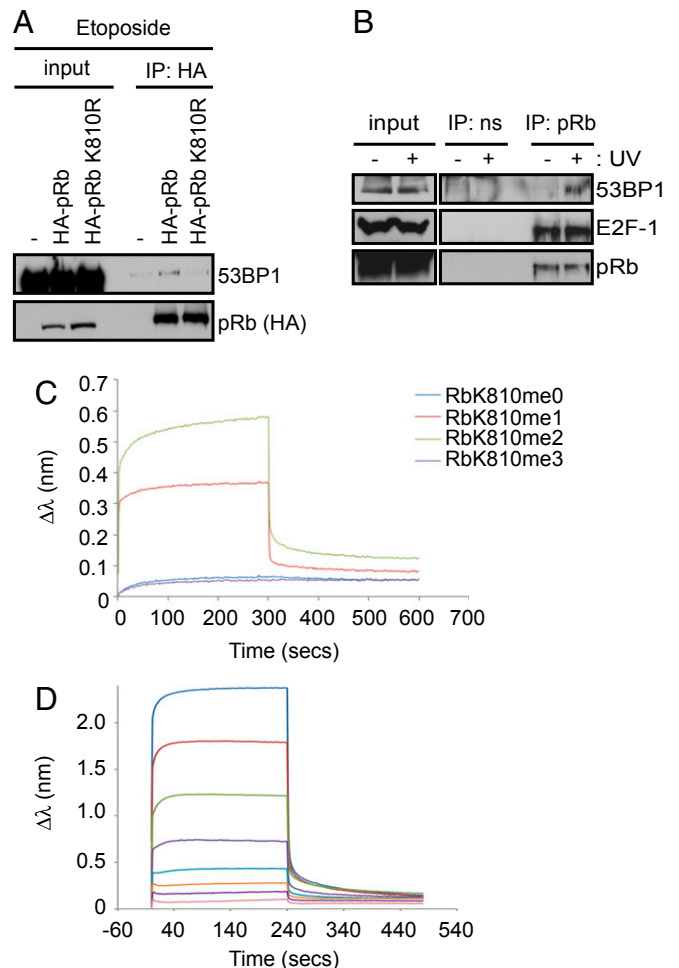 A
Etoposide
input IP: HA
-
HA-pRb
HA-pRb K810R
-
HA-pRb
HA-pRb K810R
53BP1
pRb (HA)
B
input IP: ns IP: pRb
- + - + - + : UV
53BP1
E2F-1
pRb
C
0.7
0.6
0.5
0.4
0.3
0.2
0.1
0
Δλ (nm)
0 100 200 300 400 500 600 700
Time (secs)
RbK810me0
RbK810me1
RbK810me2
RbK810me3
D
2.0
1.5
1.0
0.5
0
Δλ (nm)
-60 40 140 240 340 440 540
Time (secs)